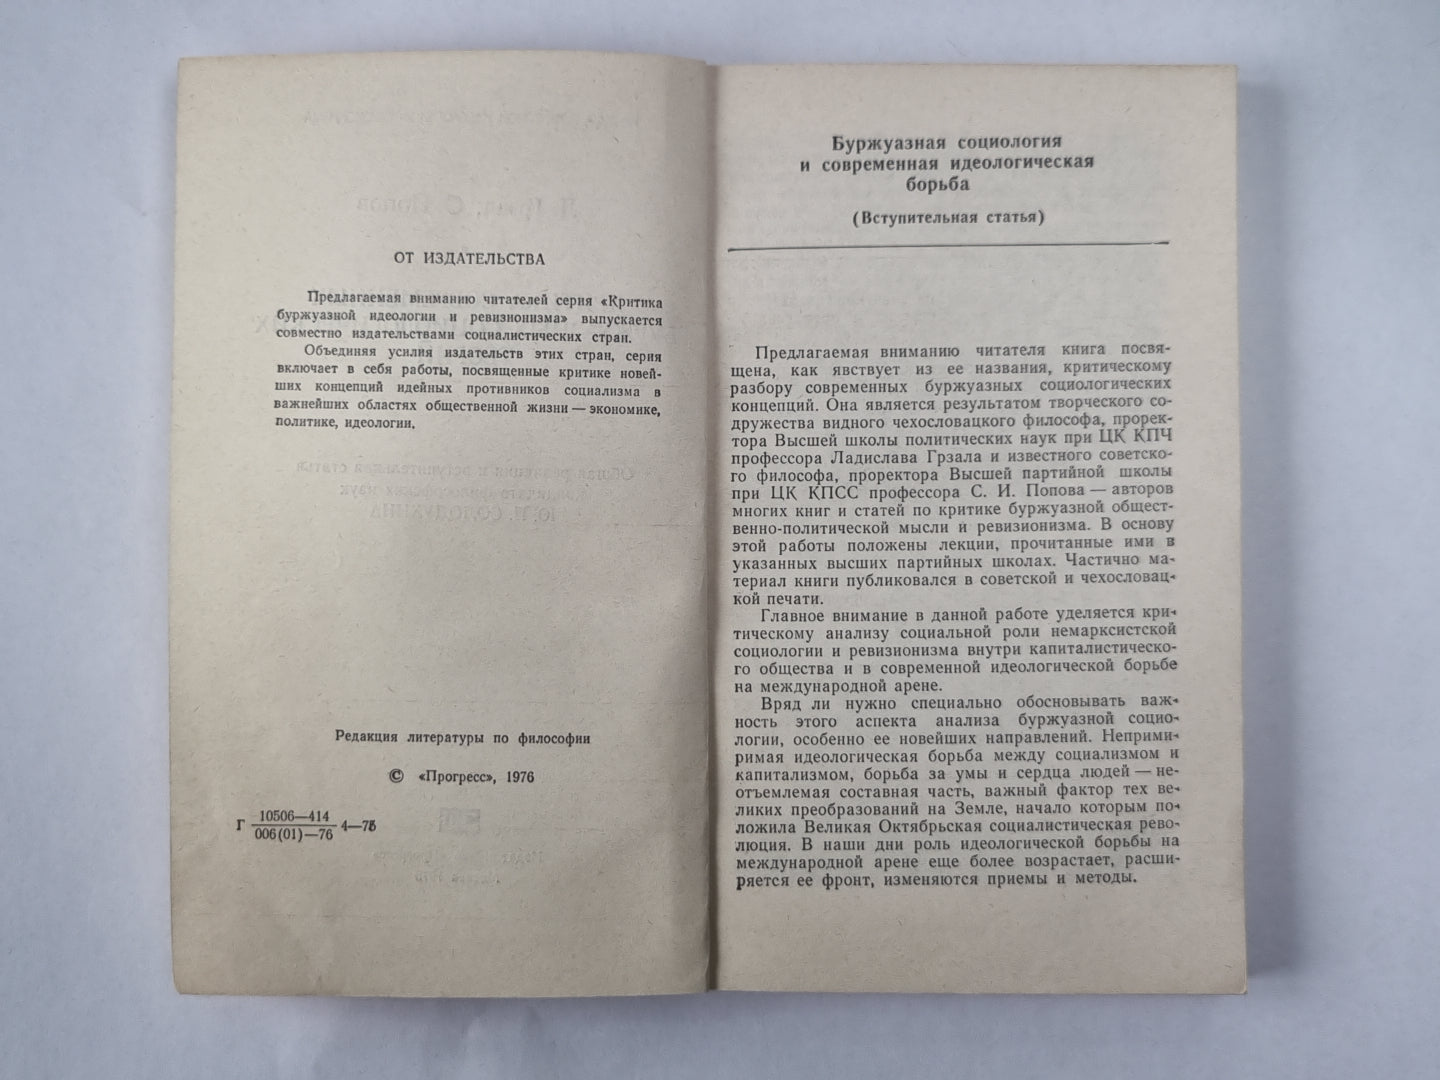 ОТ ИЗДАТЕЛЬСТВА
Предлагаемая вниманию читателей серия «Критика
буржуазной идеологии и ревизионизма» выпускается
совместно издательствами социалистических стран.
Объединяя усилия издательств этих стран, серия
включает в себя работы, посвященные критике новей-
ших концепций идейных противников социализма в
важнейших областях общественной жизни — экономике,
политике, идеологии.
Редакция литературы по философии
© «Прогресс», 1976
Г 10506—414
006(01)—76 4—75
Буржуазная социология
и современная идеологическая
борьба
(Вступительная статья)
Предлагаемая вниманию читателя книга посвя-
щена, как явствует из ее названия, критическому
разбору современных буржуазных социологических
концепций. Она является результатом творческого со-
дружества видного чехословацкого философа, прорек-
тора Высшей школы политических наук при ЦК КПЧ
профессора Ладислава Грзала и известного советско-
го философа, проректора Высшей партийной школы
при ЦК КПСС профессора С. И. Попова — авторов
многих книг и статей по критике буржуазной общест-
венно-политической мысли и ревизионизма. В основу
этой работы положены лекции, прочитанные ими в
указанных высших партийных школах. Частично ма-
териал книги публиковался в советской и чехословац-
кой печати.
Главное внимание в данной работе уделяется кри-
тическому анализу социальной роли немарксистской
социологии и ревизионизма внутри капиталистическо-
го общества и в современной идеологической борьбе
на международной арене.
Вряд ли нужно специально обосновывать важ-
ность этого аспекта анализа буржуазной социо-
логии, особенно ее новейших направлений. Неприми-
римая идеологическая борьба между социализмом и
капитализмом, борьба за умы и сердца людей — не-
отъемлемая составная часть, важный фактор тех ве-
ликих преобразований на Земле, начало которым по-
ложила Великая Октябрьская социалистическая рево-
люция. В наши дни роль идеологической борьбы на
международной арене еще более возрастает, расши-
ряется ее фронт, изменяются приемы и методы.